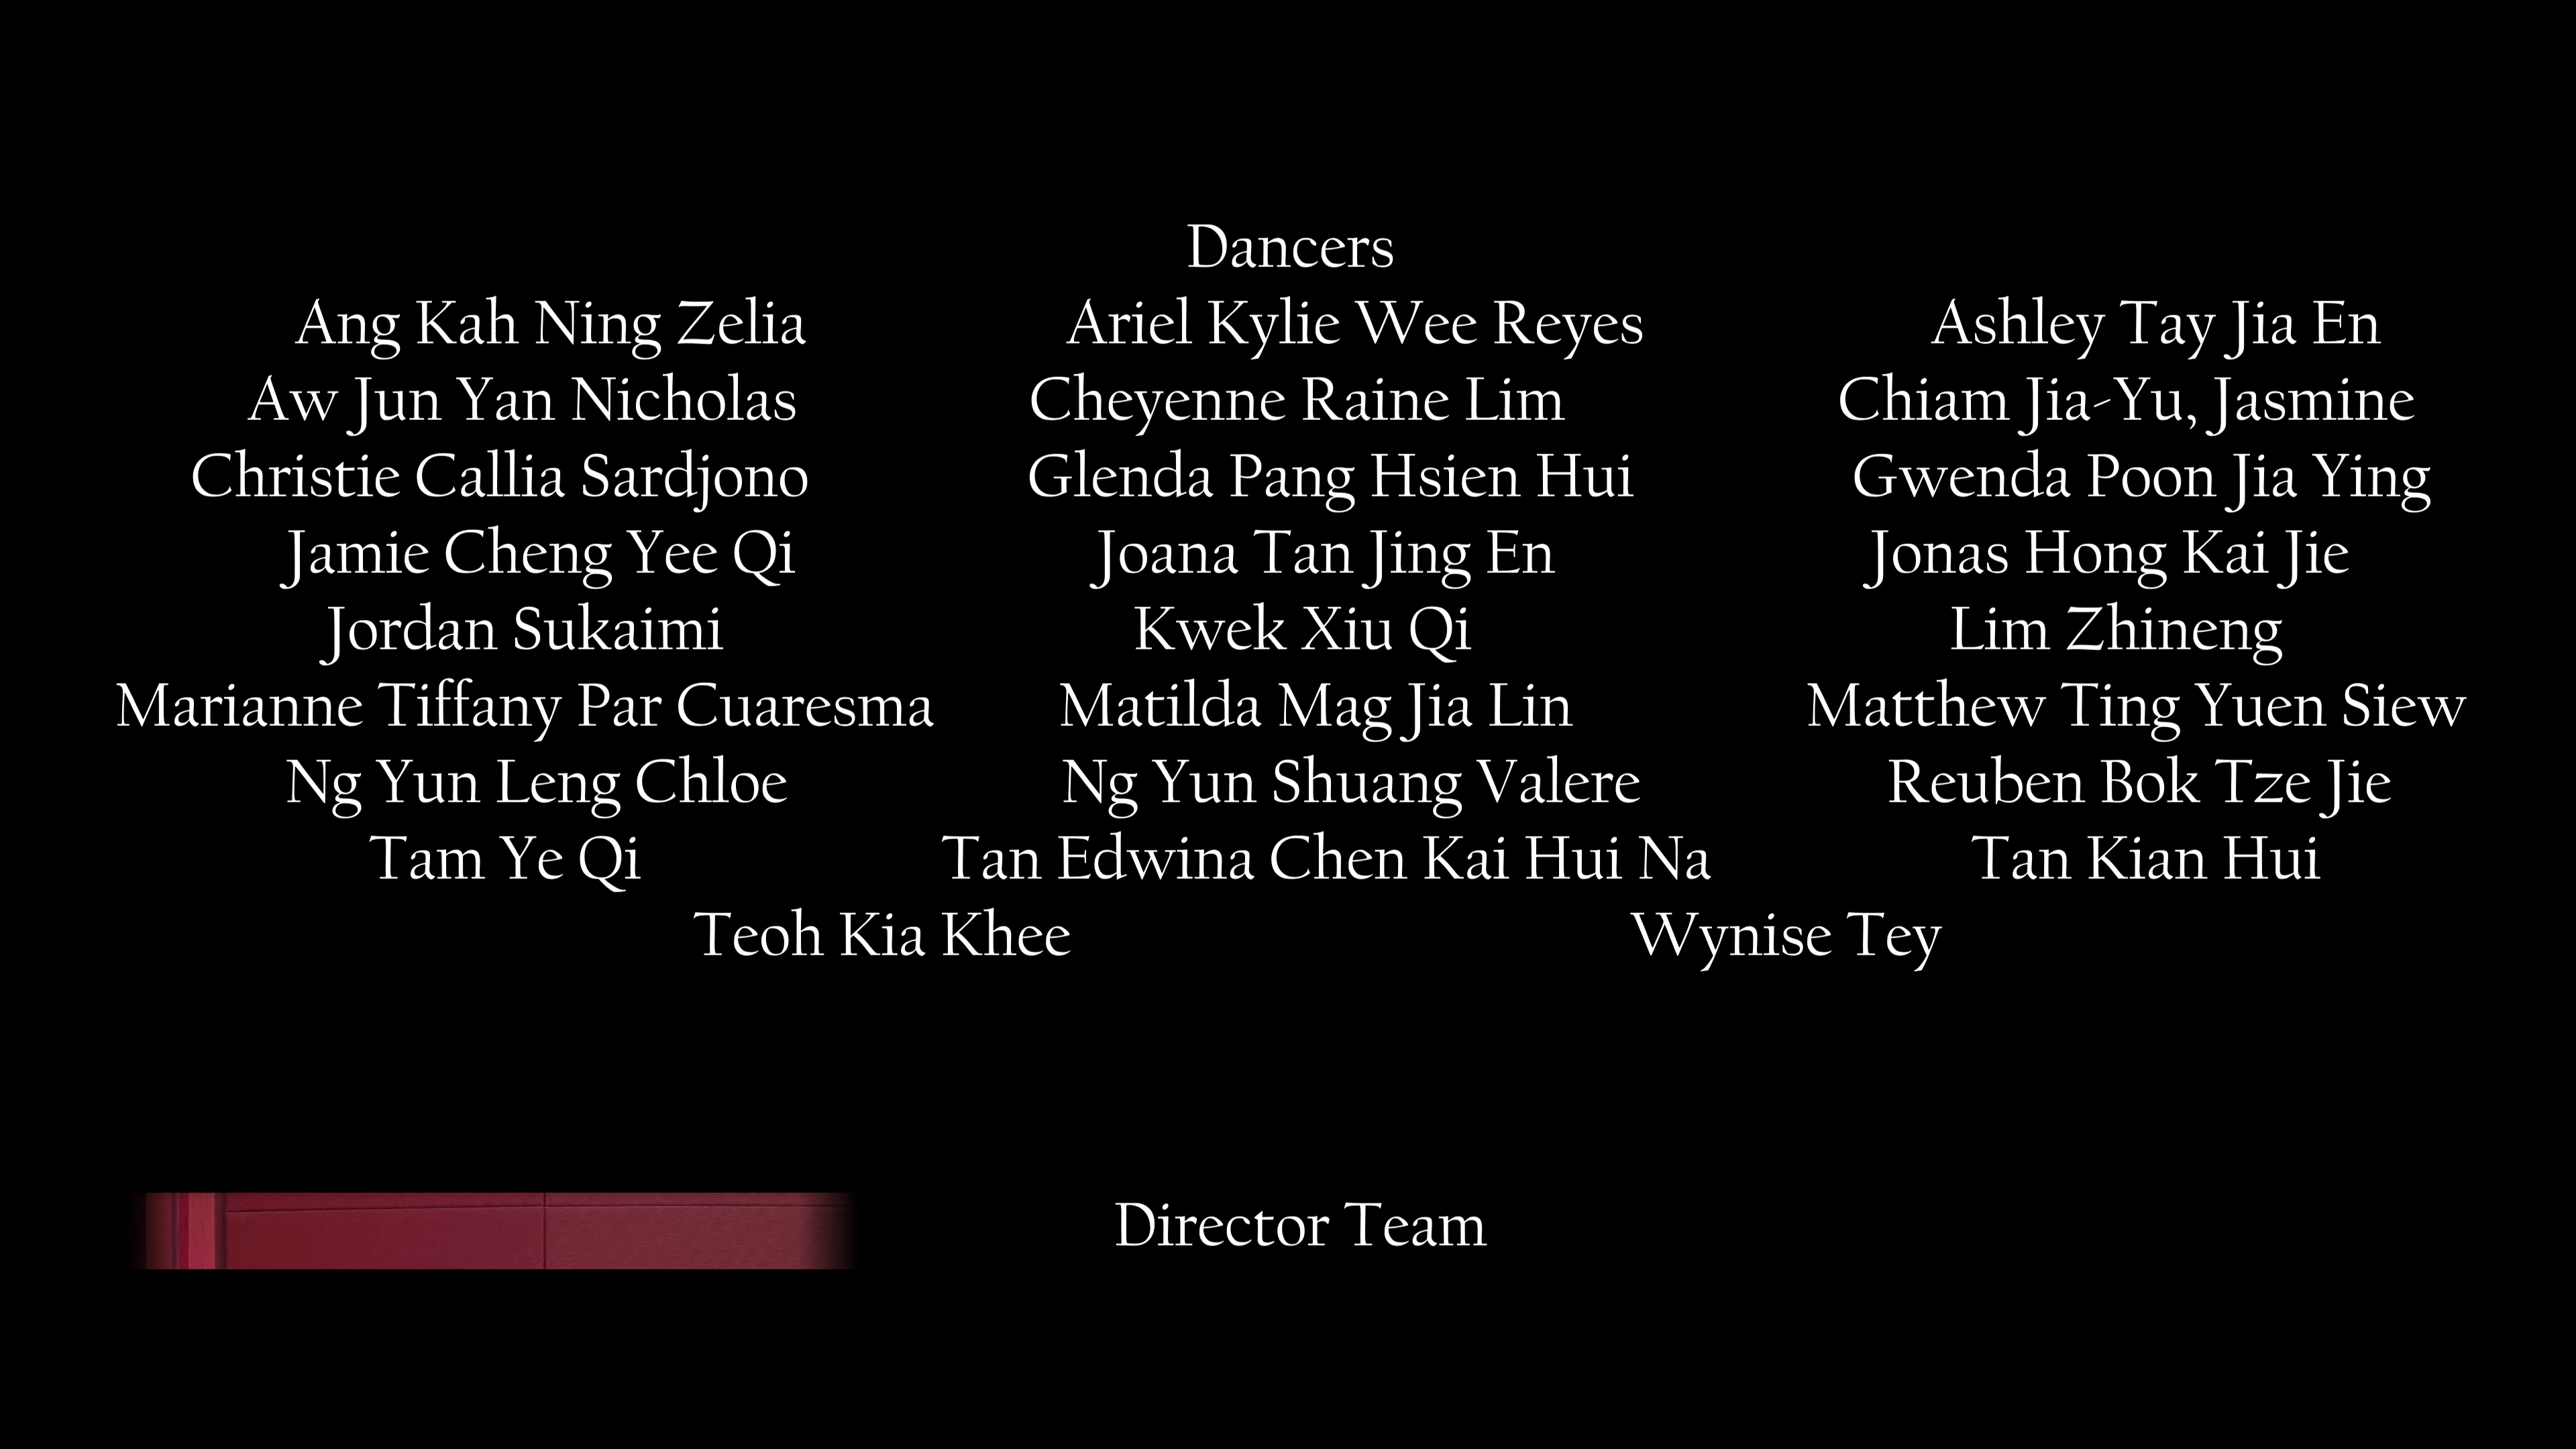 Dancers
Ang Kah Ning Zelia Ariel Kylie Wee Reyes Ashley Tay Jia En
Aw Jun Yan Nicholas Cheyenne Raine Lim Chiam Jia-Yu, Jasmine
Christie Callia Sardjono Glenda Pang Hsien Hui Gwenda Poon Jia Ying
Jamie Cheng Yee Qi Joana Tan Jing En Jonas Hong Kai Jie
Jordan Sukaimi Kwek Xiu Qi Lim Zhineng
Marianne Tiffany Par Cuaresma Matilda Mag Jia Lin Matthew Ting Yuen Siew
Ng Yun Leng Chloe Ng Yun Shuang Valere Reuben Bok Tze Jie
Tam Ye Qi Tan Edwina Chen Kai Hui Na Tan Kian Hui
Teoh Kia Khee Wynise Tey
Director Team